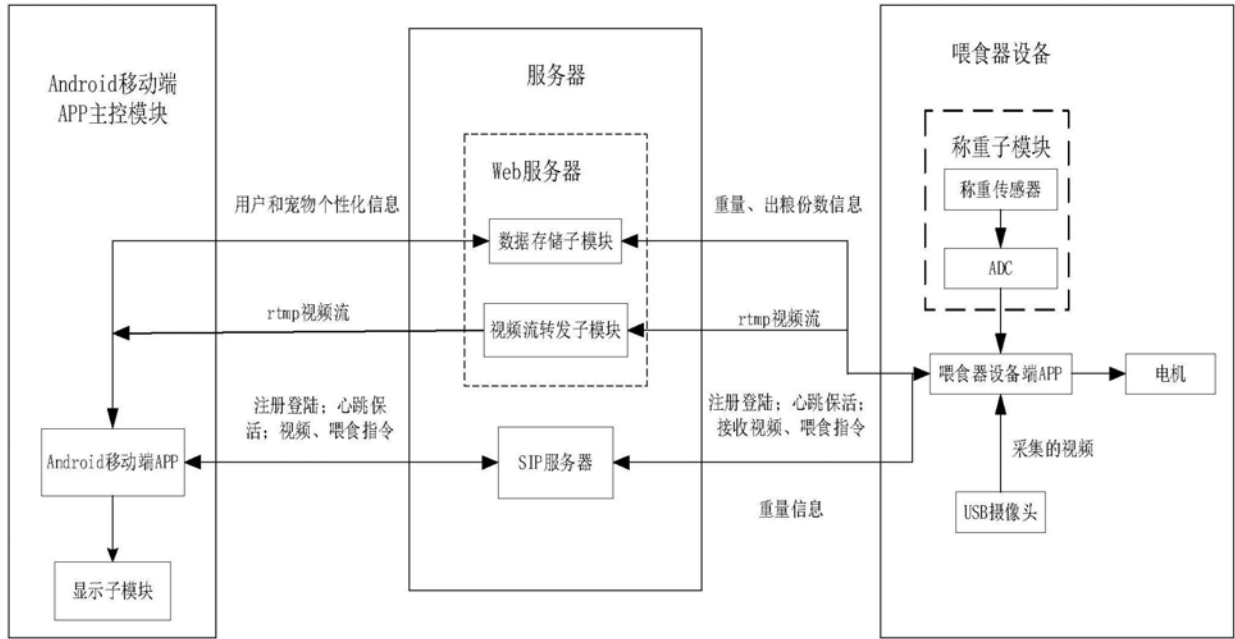 Android移动端
APP主控模块
Android移动端APP
显示子模块
用户和宠物个性化信息
rtmp视频流
注册登陆；心跳保
活；视频、喂食指令
服务器
Web服务器
数据存储子模块
视频流转发子模块
SIP服务器
重量、出粮份数信息
rtmp视频流
注册登陆；心跳保活；
接收视频、喂食指令
重量信息
喂食器设备
称重子模块
称重传感器
ADC
喂食器设备端APP
电机
采集的视频
USB摄像头